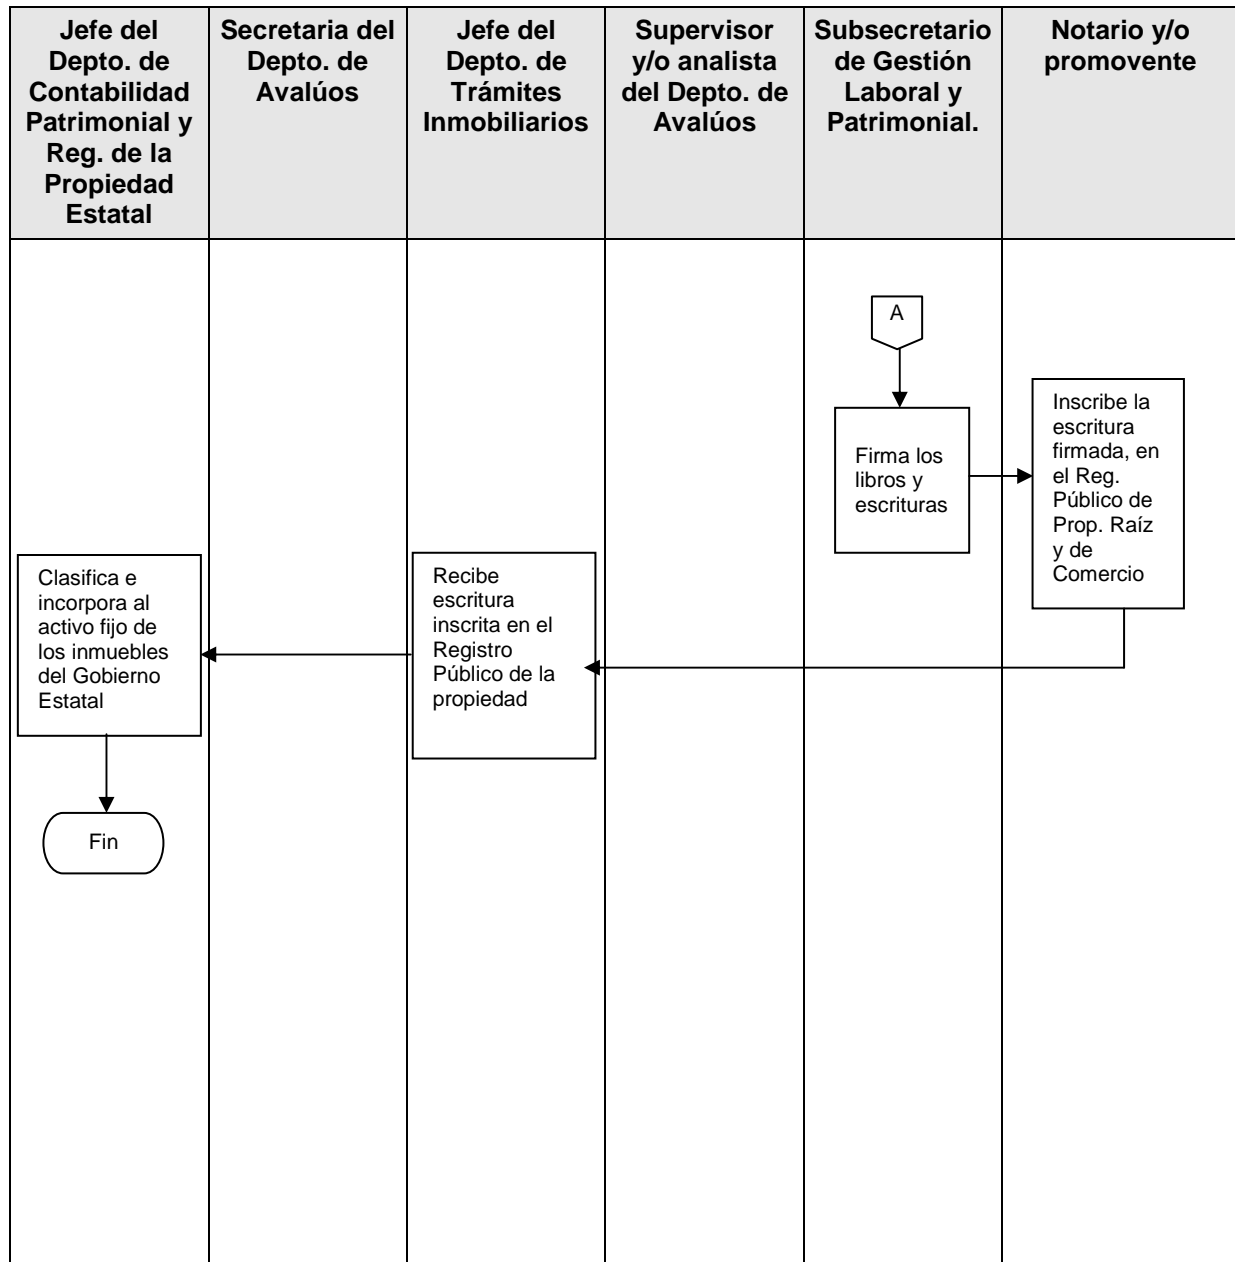 Jefe del
Depto. de
Contabilidad
Patrimonial y
Reg. de la
Propiedad
Estatal
Secretaria del
Depto. de
Avalúos
Jefe del
Depto. de
Trámites
Inmobiliarios
Supervisor
y/o analista
del Depto. de
Avalúos
Subsecretario
de Gestión
Laboral y
Patrimonial.
Notario y/o
promovente
A
Firma los
libros y
escrituras
Inscribe la
escritura
firmada, en
el Reg.
Público de
Prop. Raíz
y de
Comercio
Recibe
escritura
inscrita en el
Registro
Público de la
propiedad
Clasifica e
incorpora al
activo fijo de
los inmuebles
del Gobierno
Estatal
Fin